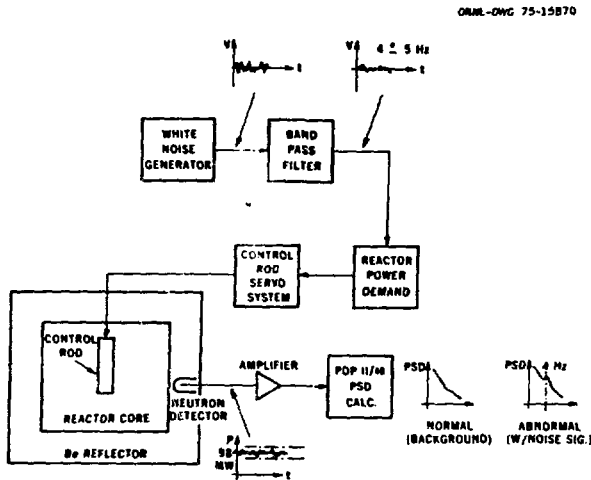 ORNL-DWG 75-15870
V
t
V
4 ± 5 Hz
t
WHITE
NOISE
GENERATOR
BAND
PASS
FILTER
CONTROL
ROD
SERVO
SYSTEM
REACTOR
POWER
DEMAND
CONTROL
ROD
REACTOR CORE
Be REFLECTOR
NEUTRON
DETECTOR
AMPLIFIER
PDP 11/
PSD
CALC.
PSD
NORMAL
(BACKGROUND)
PSD
4 Hz
ABNORMAL
(W/NOISE SIG.)
P
98
MW
t